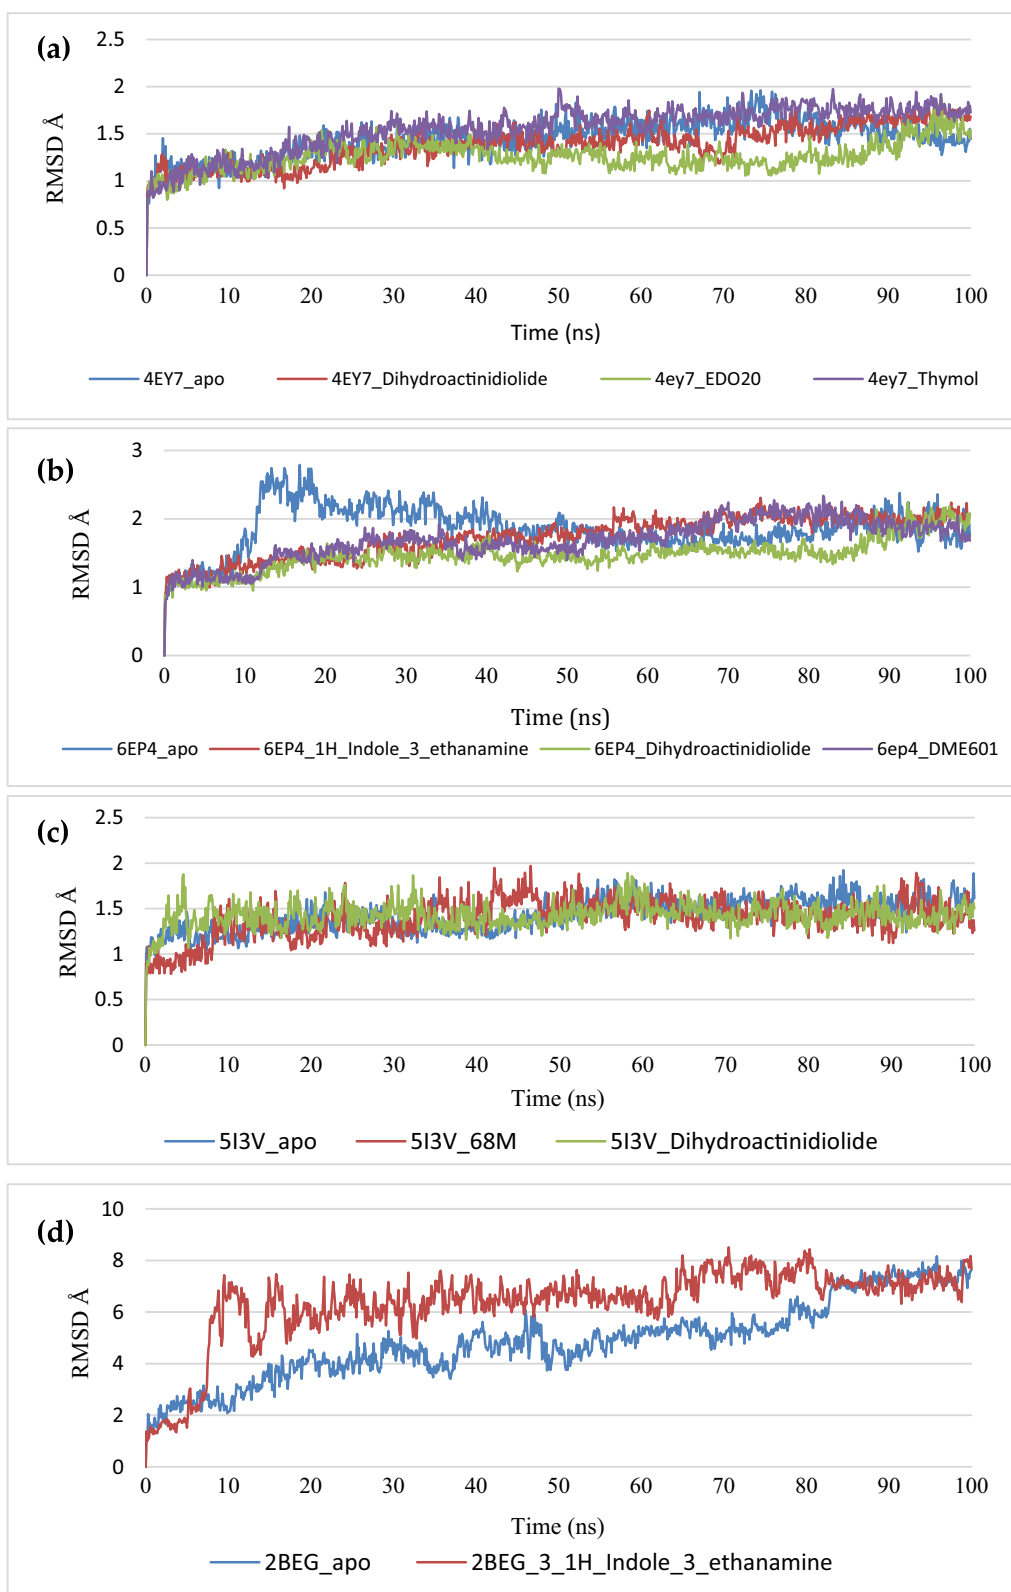 (a)
2.5
2
1.5
1
0.5
0
RMSD Å
0 10 20 30 40 50 60 70 80 90 100
Time (ns)
4EY7_apo 4EY7_Dihydroactinidiolide 4ey7_EDO20 4ey7_Thymol
(b)
3
2
1
0
RMSD Å
0 10 20 30 40 50 60 70 80 90 100
Time (ns)
6EP4_apo 6EP4_1H_Indole_3_ethanamine 6EP4_Dihydroactinidiolide 6ep4_DME601
(c)
2.5
2
1.5
1
0.5
0
RMSD Å
0 10 20 30 40 50 60 70 80 90 100
Time (ns)
5I3V_apo 5I3V_68M 5I3V_Dihydroactinidiolide
(d)
10
8
6
4
2
0
RMSD Å
0 10 20 30 40 50 60 70 80 90 100
Time (ns)
2BEG_apo 2BEG_3_1H_Indole_3_ethanamine